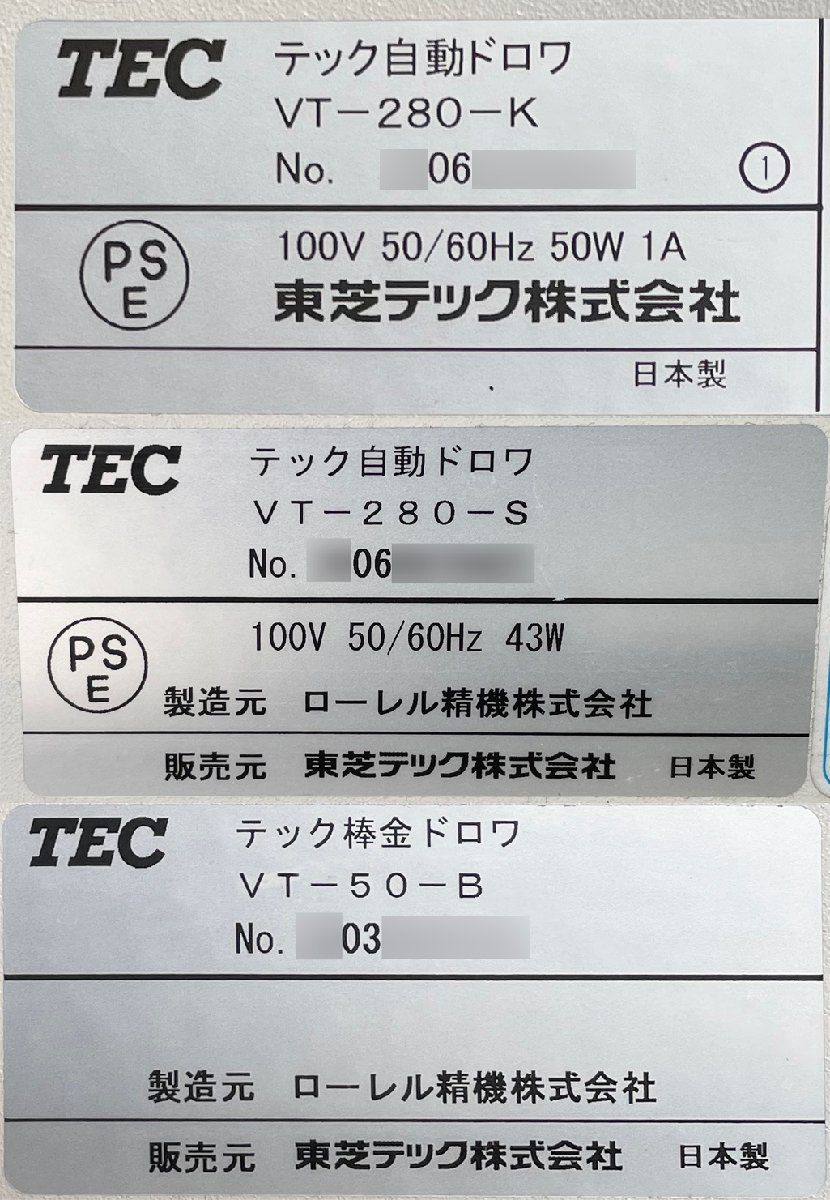 TEC
テック自動ドロワ
VT-280-K
No. 06
1
PSE
100V 50/60Hz 50W 1A
東芝テック株式会社
日本製
TEC
テック自動ドロワ
VT-280-S
No. 06
PSE
100V 50/60Hz 43W
製造元 ローレル精機株式会社
販売元 東芝テック株式会社 日本製
TEC
テック棒金ドロワ
VT-50-B
No. 03
製造元 ローレル精機株式会社
販売元 東芝テック株式会社 日本製